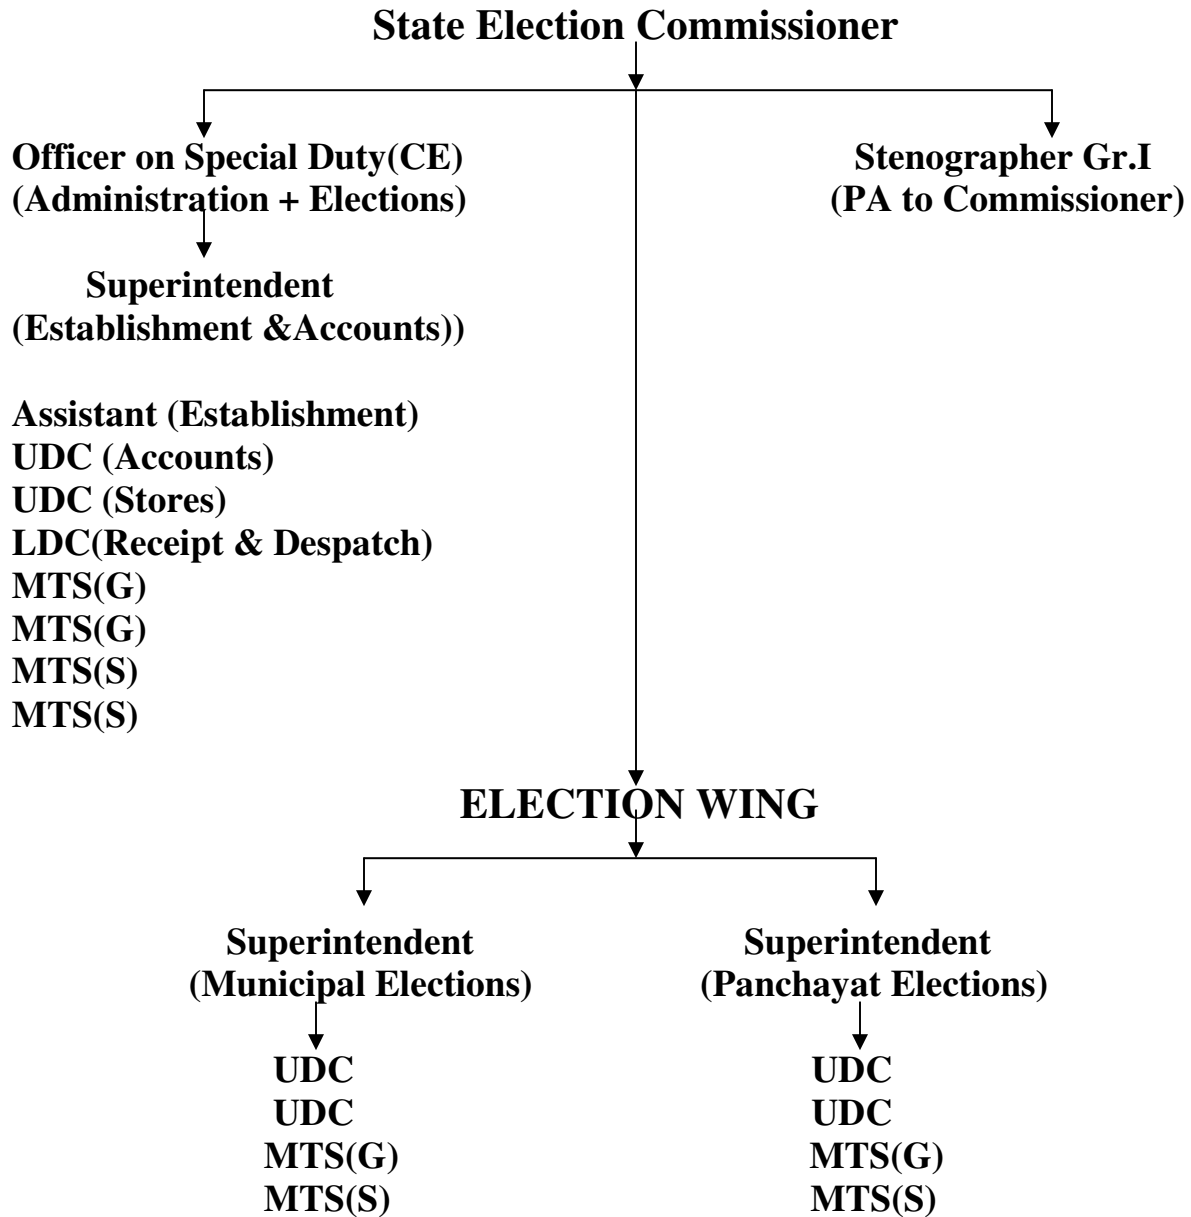 State Election Commissioner
Officer on Special Duty(CE)
(Administration + Elections)
Stenographer Gr.I
(PA to Commissioner)
Superintendent
(Establishment &Accounts))
Assistant (Establishment)
UDC (Accounts)
UDC (Stores)
LDC(Receipt & Despatch)
MTS(G)
MTS(G)
MTS(S)
MTS(S)
ELECTION WING
Superintendent
(Municipal Elections)
UDC
UDC
MTS(G)
MTS(S)
Superintendent
(Panchayat Elections)
UDC
UDC
MTS(G)
MTS(S)